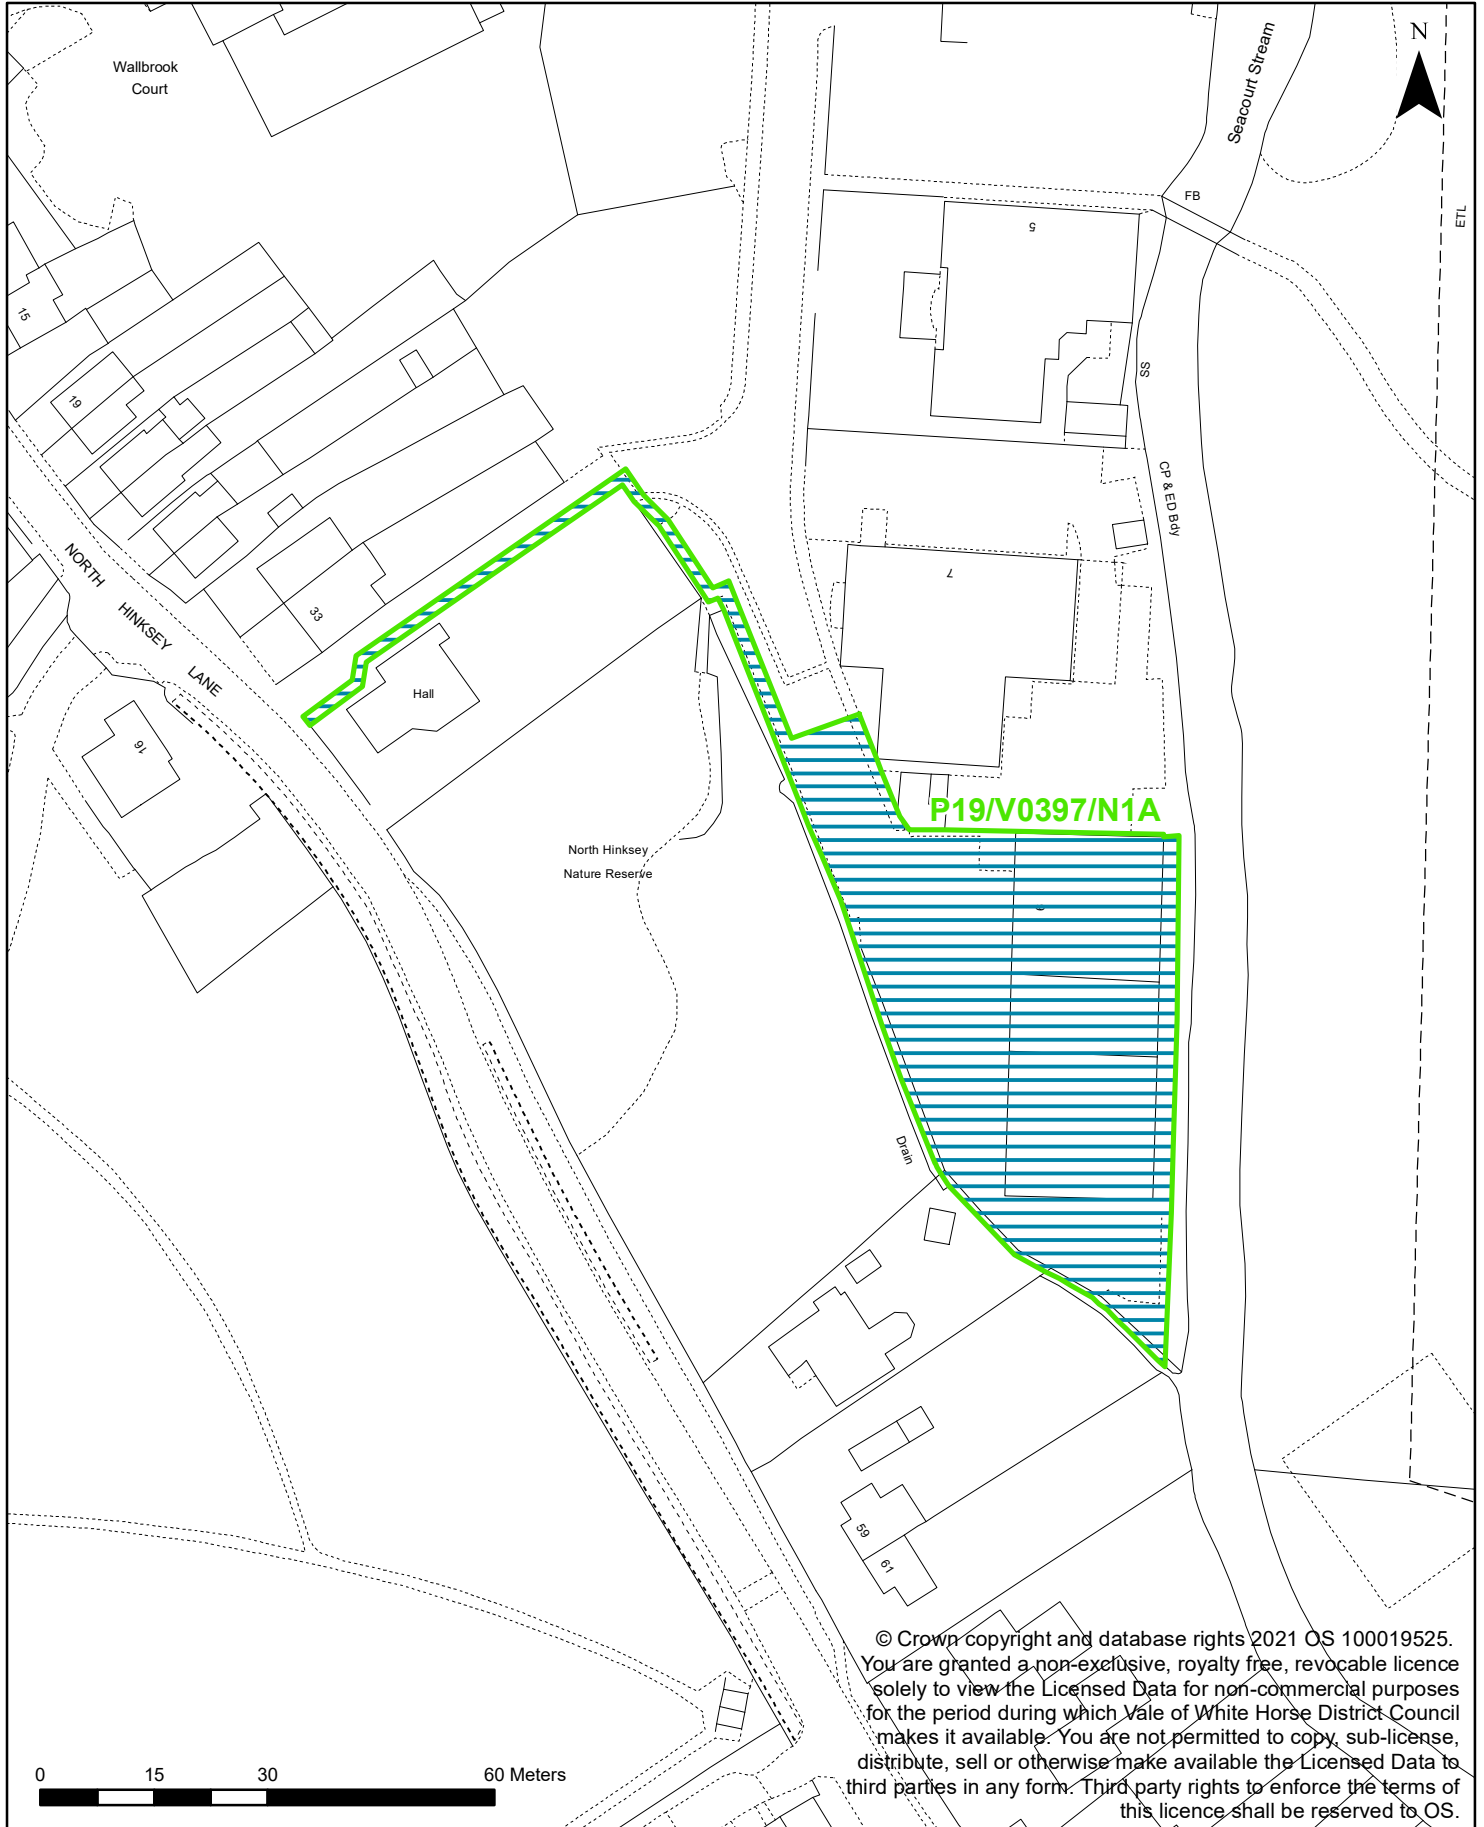 Wallbrook
Court
N
Seacourt Stream
ETL
FB
5
15
19
SS
CP & ED Bdy
NORTH
HINKSEY
LANE
33
7
Hall
16
P19/V0397/N1A
North Hinksey
Nature Reserve
9
Drain
59
61
© Crown copyright and database rights 2021 OS 100019525.
You are granted a non-exclusive, royalty free, revocable licence
solely to view the Licensed Data for non-commercial purposes
for the period during which Vale of White Horse District Council
makes it available. You are not permitted to copy, sub-license,
distribute, sell or otherwise make available the Licensed Data to
third parties in any form. Third party rights to enforce the terms of
this licence shall be reserved to OS.
0 15 30 60 Meters